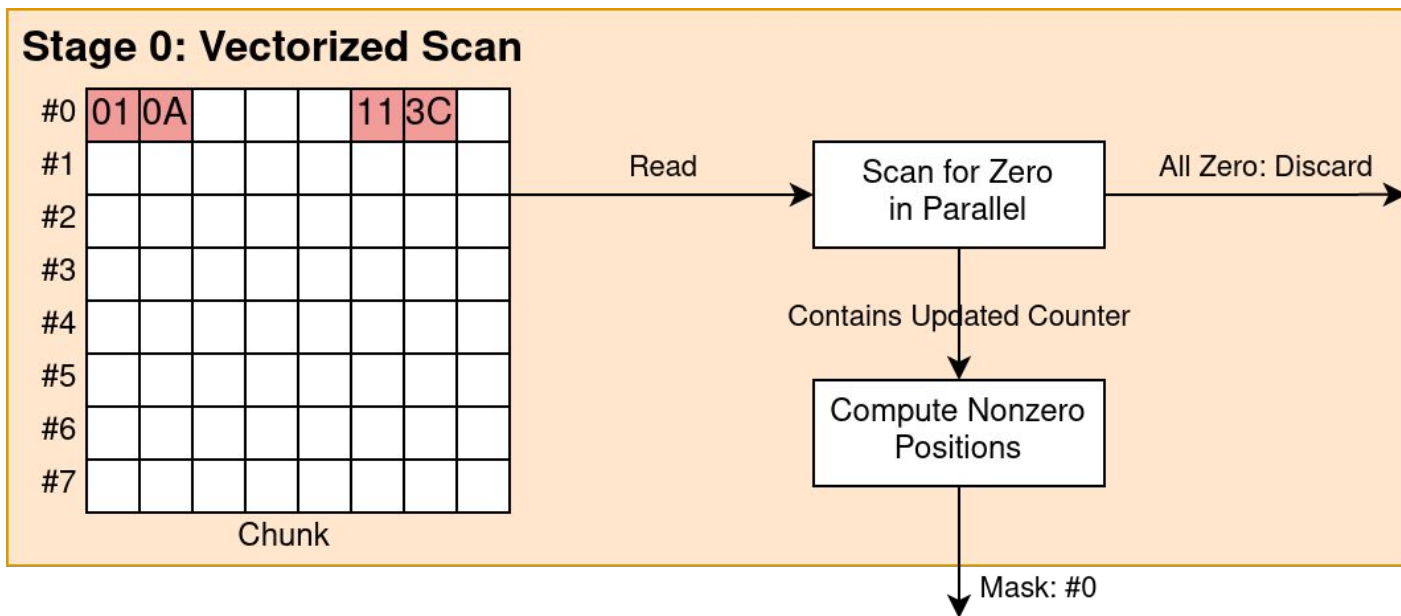 Stage 0: Vectorized Scan
#0 01 0A 11 3C
#1
#2
#3
#4
#5
#6
#7
Chunk
Read
Scan for Zero
in Parallel
All Zero: Discard
Contains Updated Counter
Compute Nonzero
Positions
Mask: #0